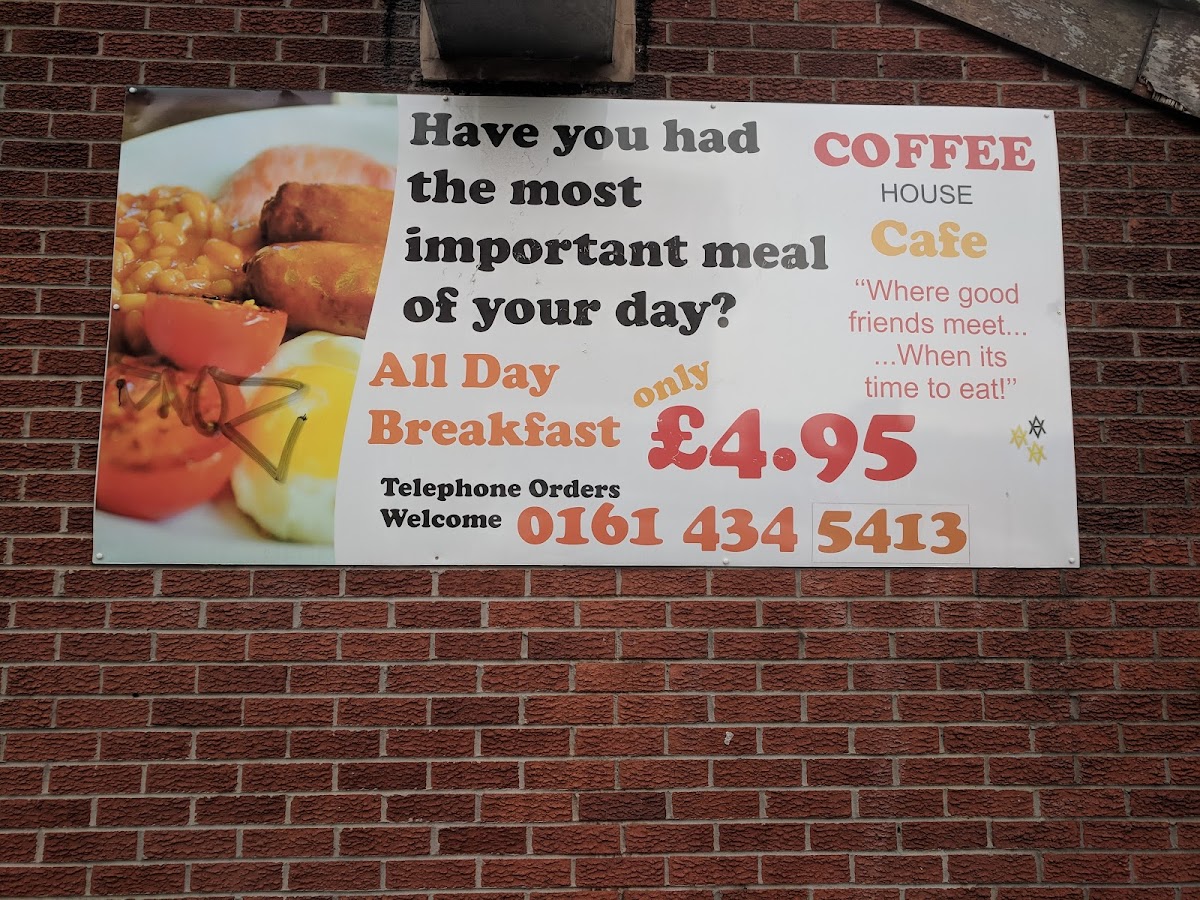 Have you had
the most
important meal
of your day?
All Day
Breakfast
only
£4.95
Telephone Orders
Welcome
0161 434 5413
COFFEE
HOUSE
Cafe
“Where good
friends meet...
...When its
time to eat!”